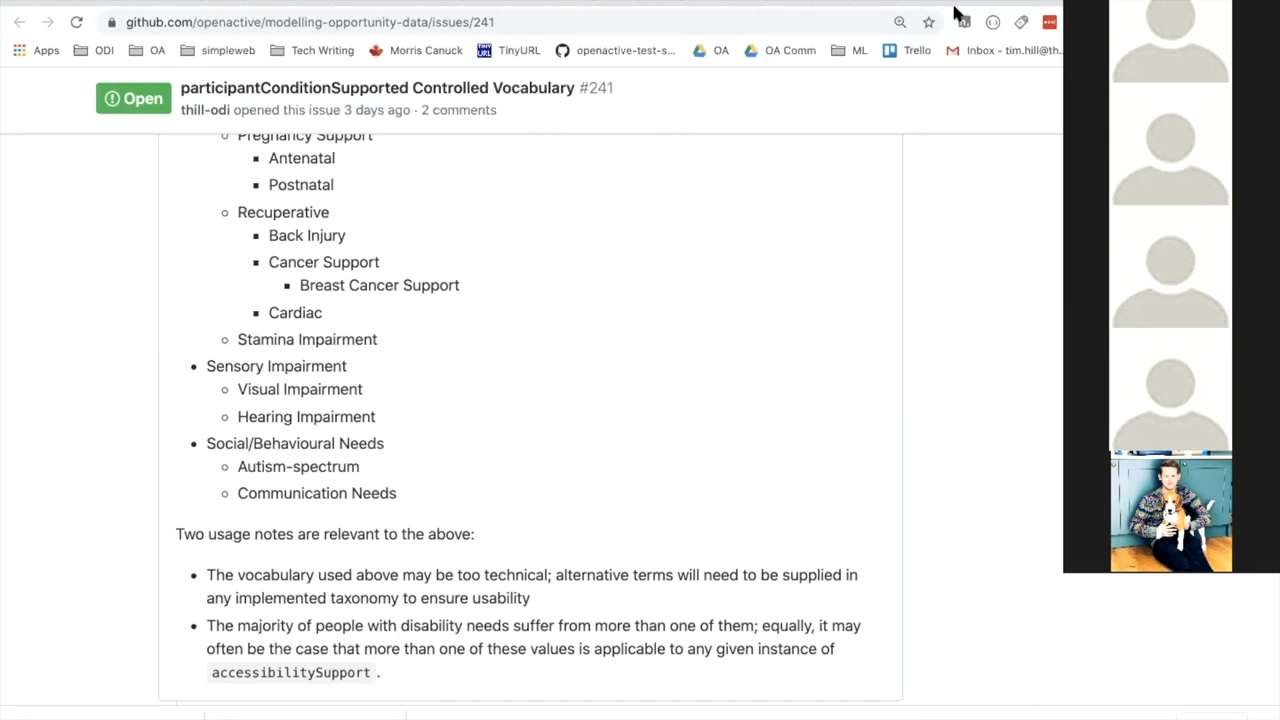 github.com/openactive/modelling-opportunity-data/issues/241
Apps ODI OA simpleweb Tech Writing Morris Canuck TinyURL openactive-test-s... OA OA Comm ML Trello Inbox - tim.hill@th...
Open
participantConditionSupported Controlled Vocabulary #241
thill-odi opened this issue 3 days ago · 2 comments
Pregnancy Support
Antenatal
Postnatal
Recuperative
Back Injury
Cancer Support
Breast Cancer Support
Cardiac
Stamina Impairment
Sensory Impairment
Visual Impairment
Hearing Impairment
Social/Behavioural Needs
Autism-spectrum
Communication Needs
Two usage notes are relevant to the above:
The vocabulary used above may be too technical; alternative terms will need to be supplied in
any implemented taxonomy to ensure usability
The majority of people with disability needs suffer from more than one of them; equally, it may
often be the case that more than one of these values is applicable to any given instance of
accessibilitySupport .